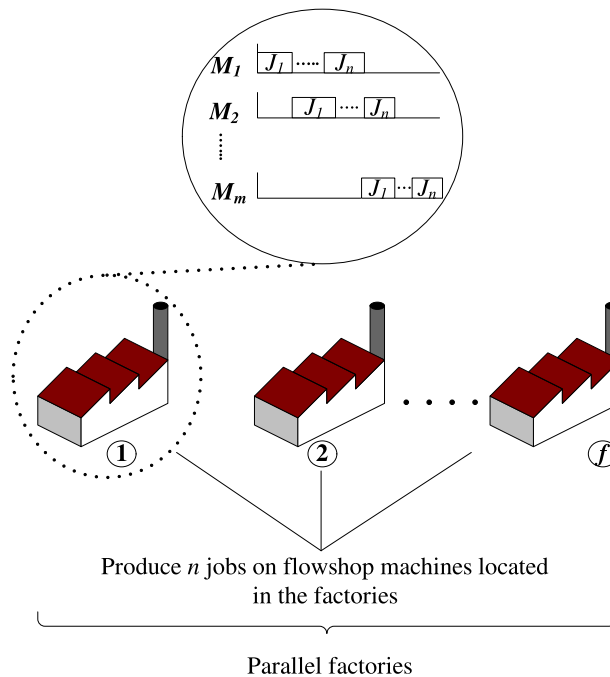 M1 J1 ..... Jn
M2 J1 .... Jn
Mm J1 ... Jn
1 2 f
Produce n jobs on flowshop machines located
in the factories
Parallel factories